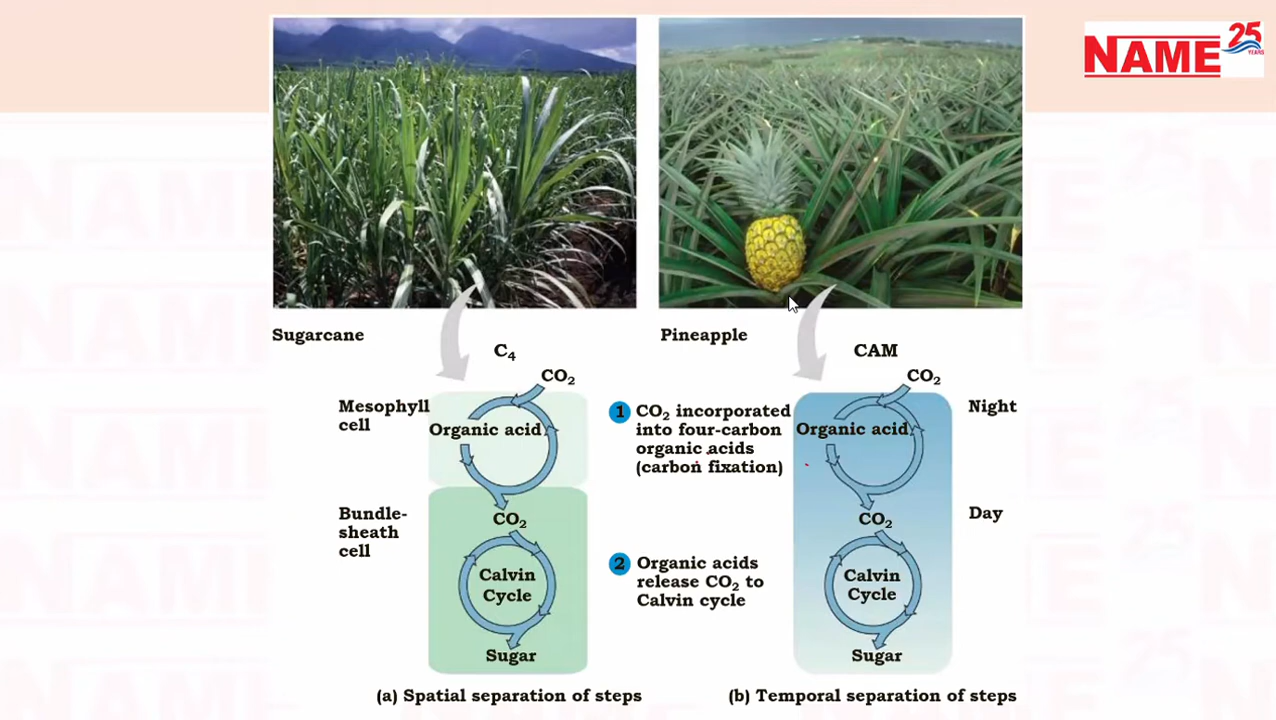 NAME 25
YEARS
Sugarcane
Pineapple
C₄
CAM
CO₂
Mesophyll
cell
Organic acid
Bundle-
sheath
cell
CO₂
Calvin
Cycle
Sugar
1 CO₂ incorporated
into four-carbon
organic acids
(carbon fixation)
2 Organic acids
release CO₂ to
Calvin cycle
CO₂
Night
Organic acid
Day
CO₂
Calvin
Cycle
Sugar
(a) Spatial separation of steps
(b) Temporal separation of steps